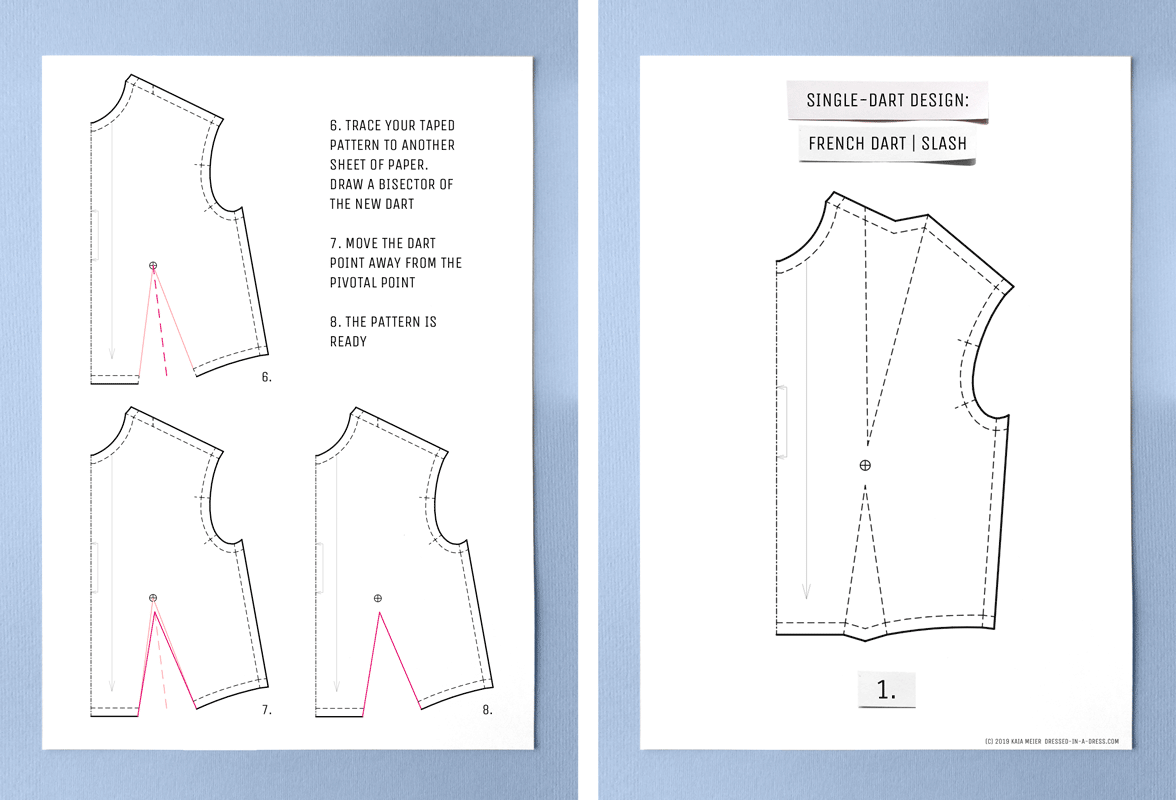 6. TRACE YOUR TAPED
PATTERN TO ANOTHER
SHEET OF PAPER.
DRAW A BISECTOR OF
THE NEW DART
7. MOVE THE DART
POINT AWAY FROM THE
PIVOTAL POINT
8. THE PATTERN IS
READY
6.
7.
8.
SINGLE-DART DESIGN:
FRENCH DART | SLASH
1.
(C) 2019 KAIA MEIER DRESSED-IN-A-DRESS.COM